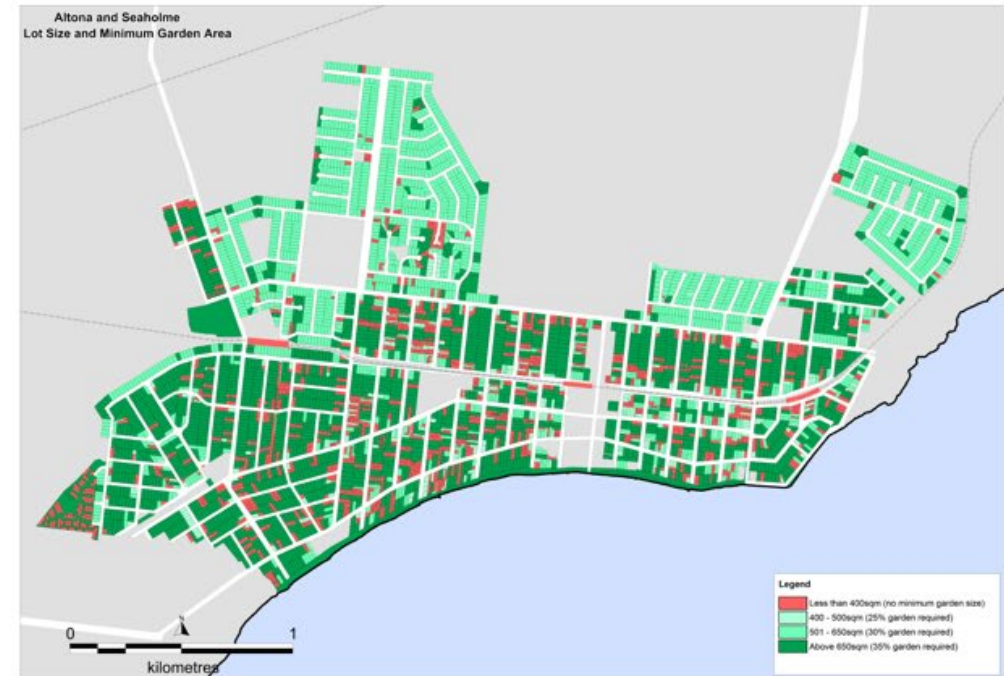 Altona and Seaholme
Lot Size and Minimum Garden Area
0
1
kilometres
Legend
Less than 400sqm (no minimum garden size)
400 - 500sqm (25% garden required)
501 - 650sqm (30% garden required)
Above 650sqm (35% garden required)